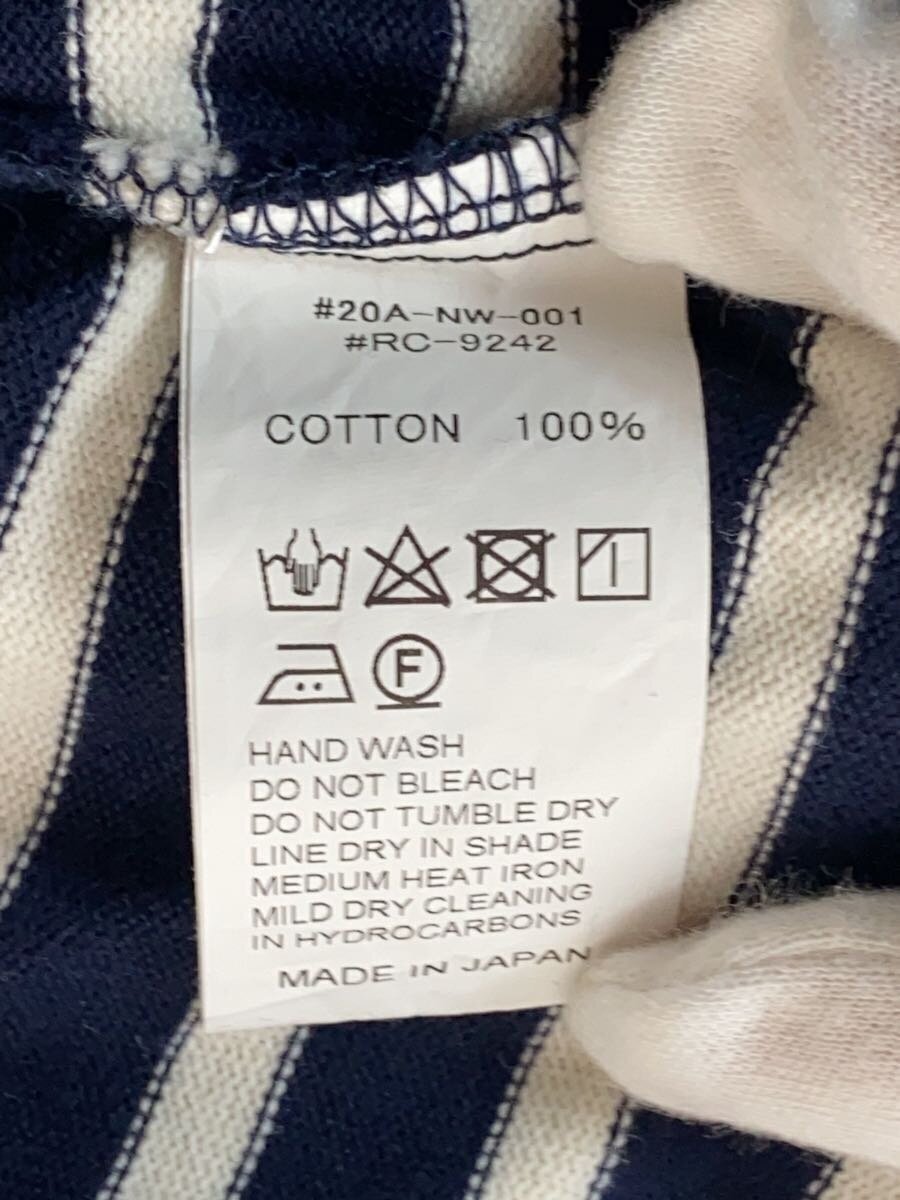 #20A-NW-001
#RC-9242
COTTON 100%
F
HAND WASH
DO NOT BLEACH
DO NOT TUMBLE DRY
LINE DRY IN SHADE
MEDIUM HEAT IRON
MILD DRY CLEANING
IN HYDROCARBONS
MADE IN JAPAN